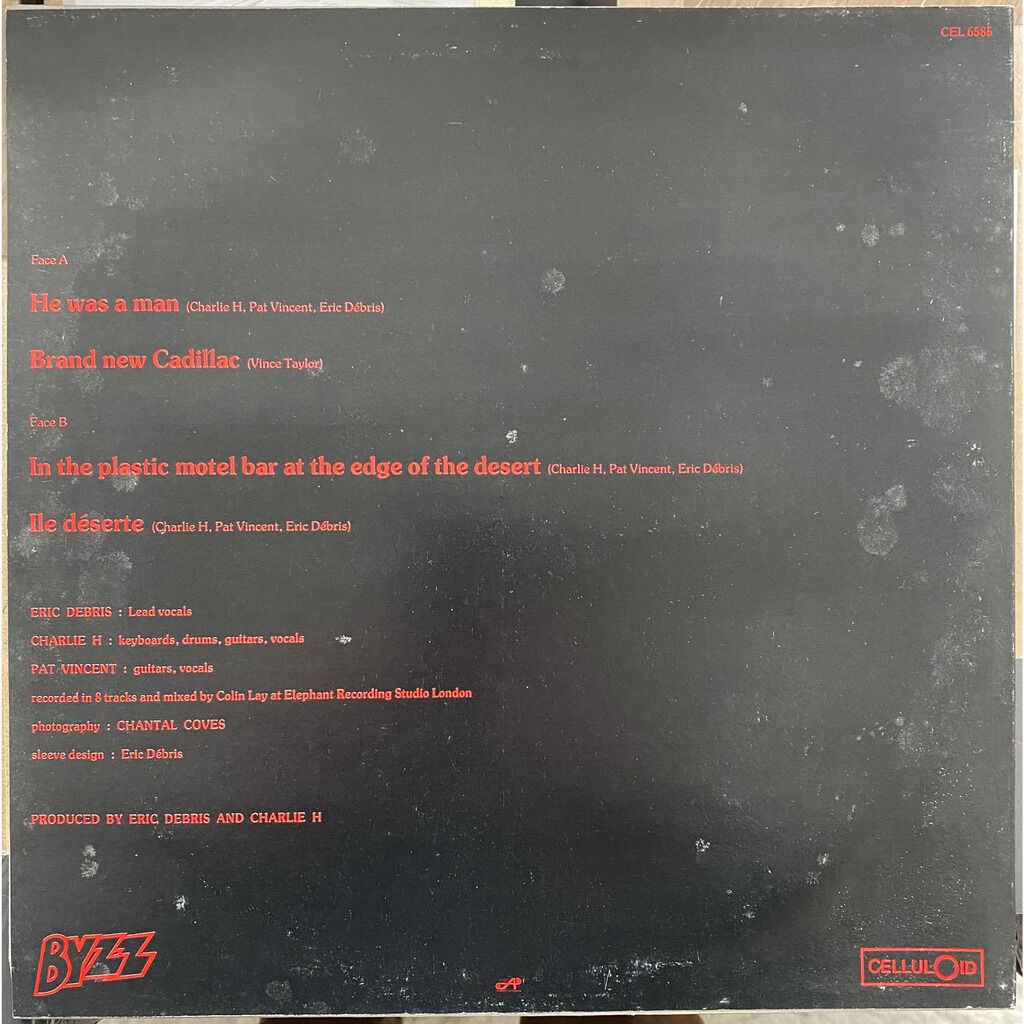 CEL 6586
Face A
He was a man (Charlie H, Pat Vincent, Eric Débris)
Brand new Cadillac (Vince Taylor)
Face B
In the plastic motel bar at the edge of the desert (Charlie H, Pat Vincent, Eric Débris)
Ile déserte (Charlie H, Pat Vincent, Eric Débris)
ERIC DEBRIS : Lead vocals
CHARLIE H : keyboards, drums, guitars, vocals
PAT VINCENT : guitars, vocals
recorded in 8 tracks and mixed by Colin Lay at Elephant Recording Studio London
photography : CHANTAL COVES
sleeve design : Eric Débris
PRODUCED BY ERIC DEBRIS AND CHARLIE H
BYZZ
CELLULOID